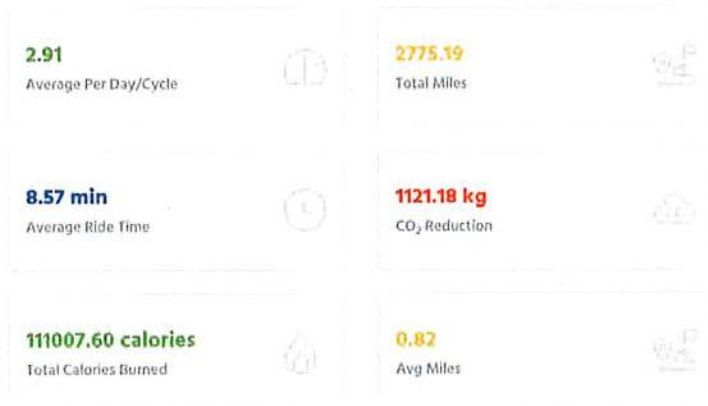 2.91
Average Per Day/Cycle
2775.19
Total Miles
8.57 min
Average Ride Time
1121.18 kg
CO₂ Reduction
111007.60 calories
Total Calories Burned
0.82
Avg Miles